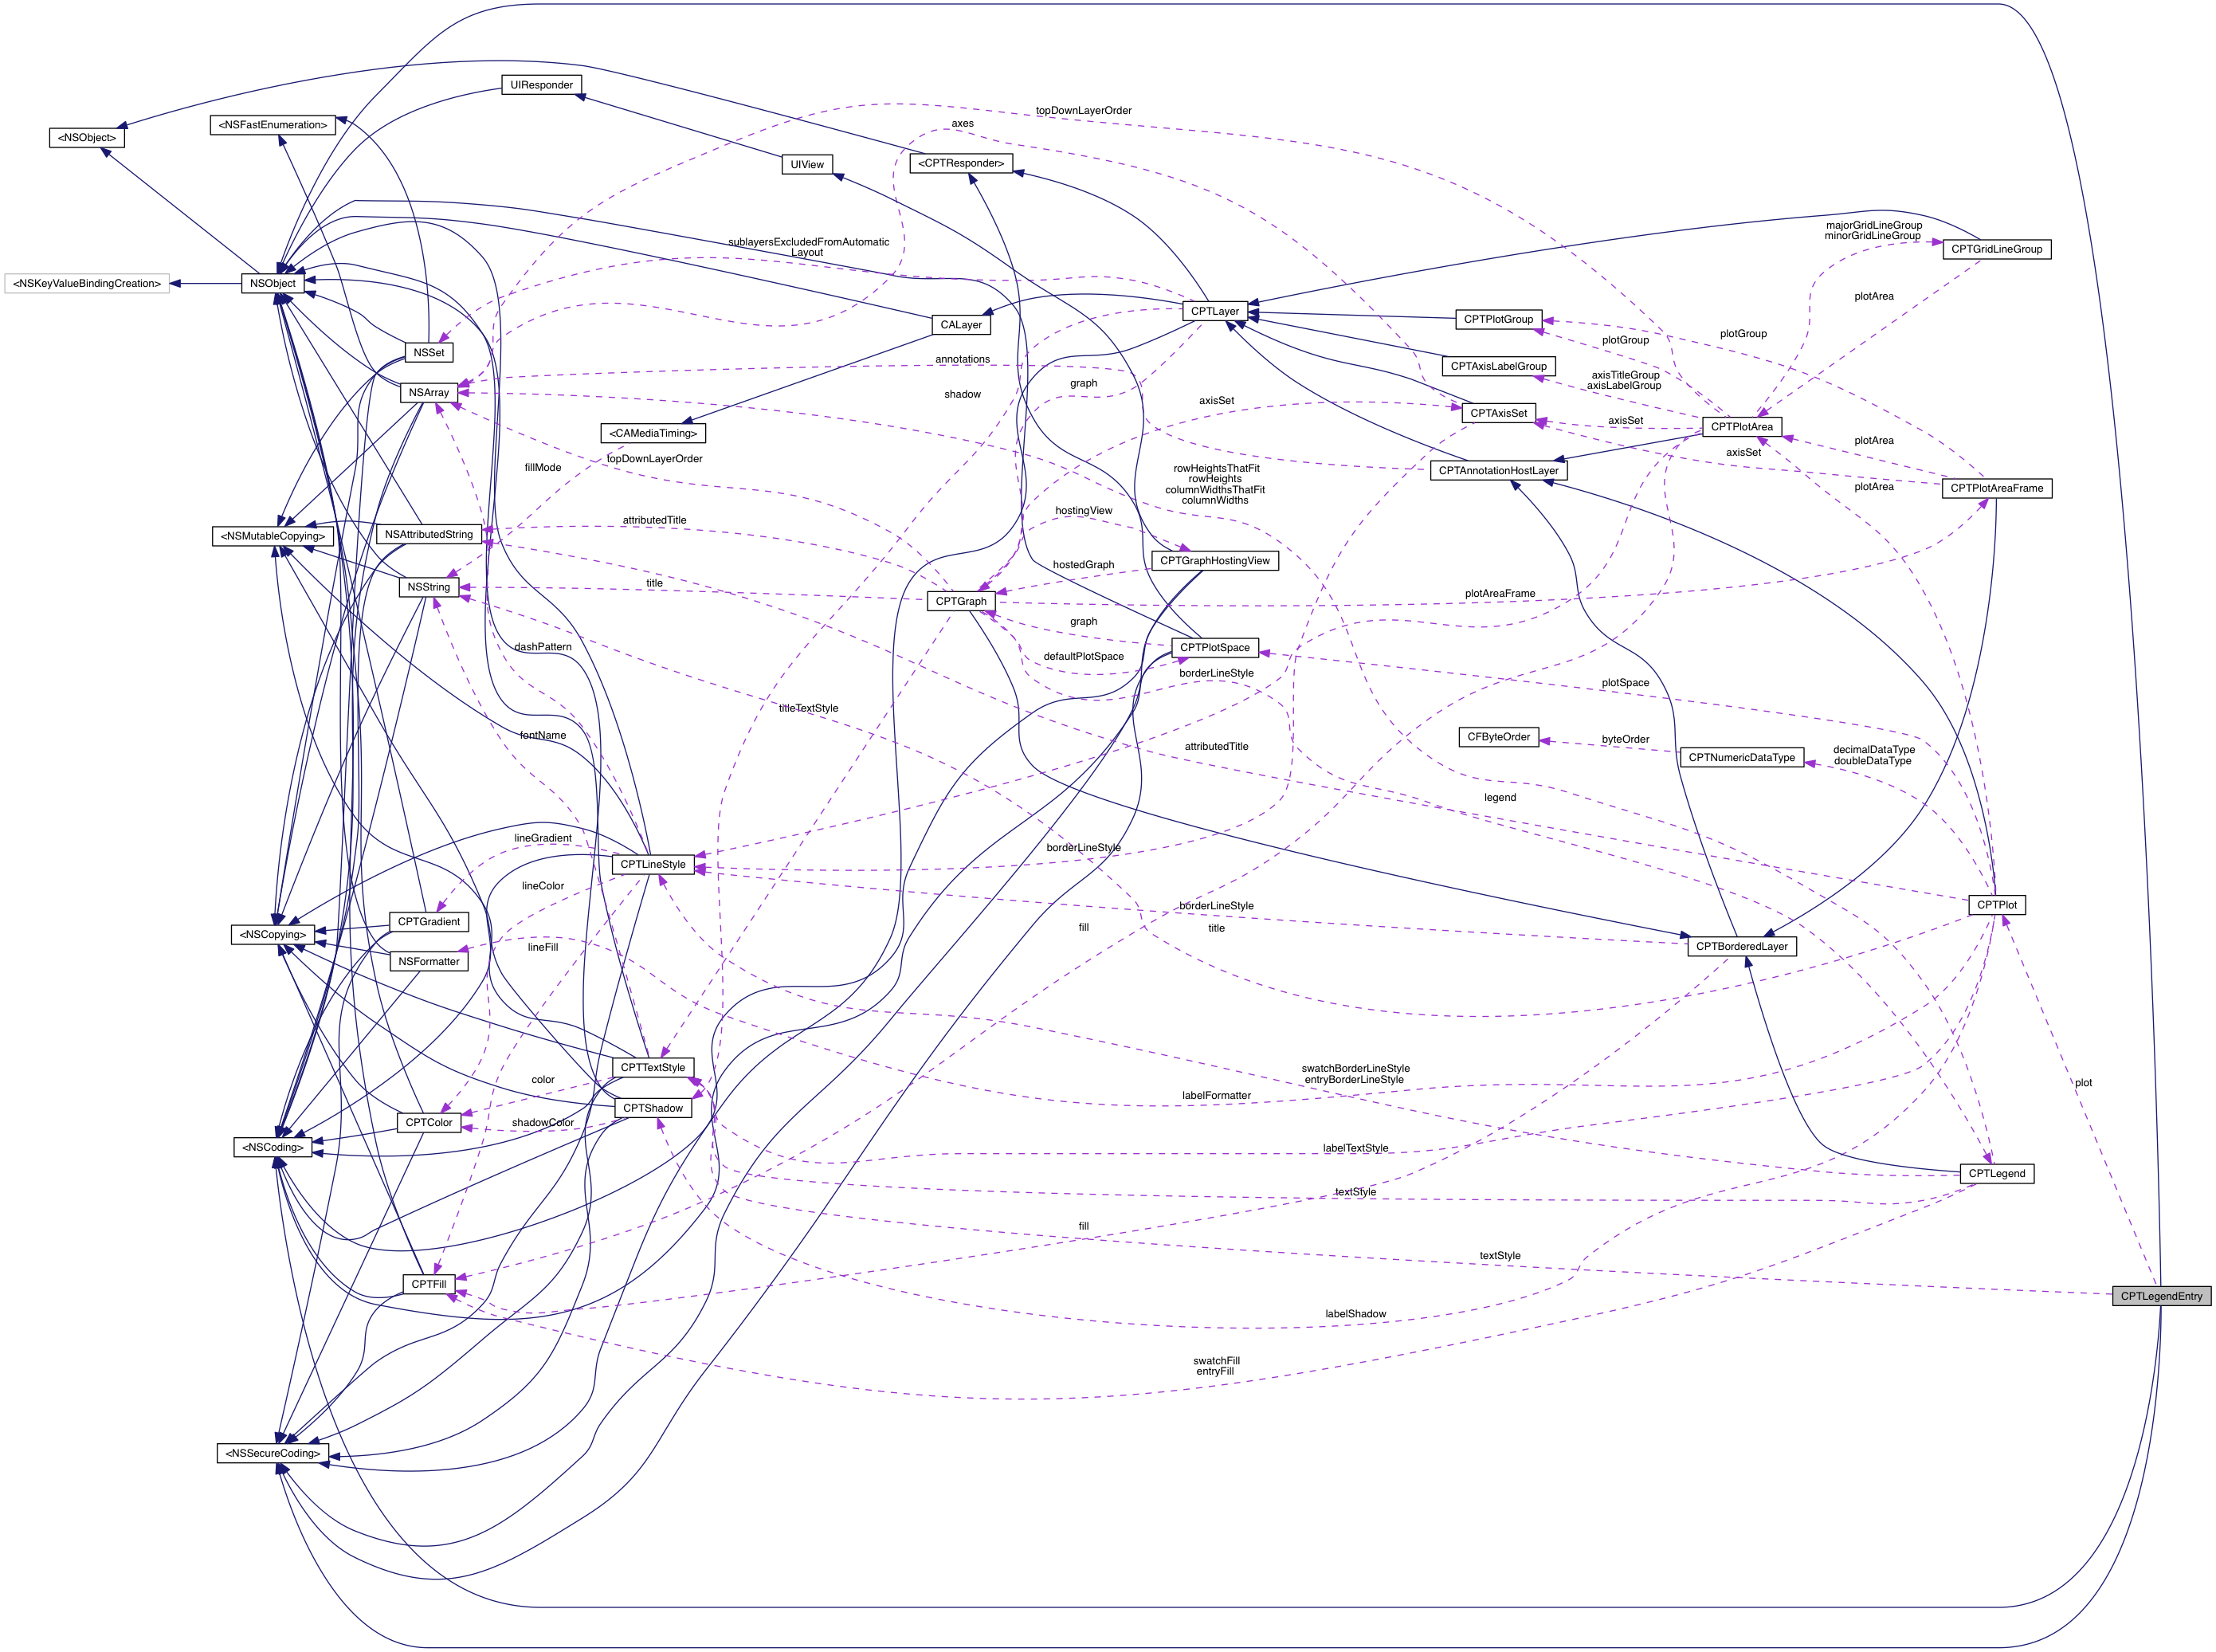 UIResponder
topDownLayerOrder
<NSFastEnumeration>
axes
<NSObject>
UIView
<CPTResponder>
majorGridLineGroup
minorGridLineGroup
sublayersExcludedFromAutomatic
Layout
CPTGridLineGroup
<NSKeyValueBindingCreation>
NSObject
plotArea
CPTLayer
CALayer
CPTPlotGroup
plotGroup
plotGroup
NSSet
annotations
CPTAxisLabelGroup
axisTitleGroup
axisLabelGroup
graph
NSArray
shadow
axisSet
CPTAxisSet
axisSet
CPTPlotArea
<CAMediaTiming>
plotArea
axisSet
topDownLayerOrder
fillMode
rowHeightsThatFit
rowHeights
columnWidthsThatFit
columnWidths
CPTAnnotationHostLayer
plotArea
CPTPlotAreaFrame
hostingView
attributedTitle
<NSMutableCopying>
NSAttributedString
CPTGraphHostingView
hostedGraph
title
NSString
CPTGraph
plotAreaFrame
graph
dashPattern
CPTPlotSpace
defaultPlotSpace
borderLineStyle
plotSpace
titleTextStyle
fontName
CFByteOrder
byteOrder
attributedTitle
CPTNumericDataType
decimalDataType
doubleDataType
legend
lineGradient
borderLineStyle
CPTLineStyle
lineColor
CPTPlot
borderLineStyle
CPTGradient
fill
title
<NSCopying>
lineFill
CPTBorderedLayer
NSFormatter
CPTTextStyle
swatchBorderLineStyle
entryBorderLineStyle
color
plot
labelFormatter
CPTShadow
CPTColor
shadowColor
<NSCoding>
labelTextStyle
CPTLegend
textStyle
fill
textStyle
CPTFill
CPTLegendEntry
labelShadow
swatchFill
entryFill
<NSSecureCoding>